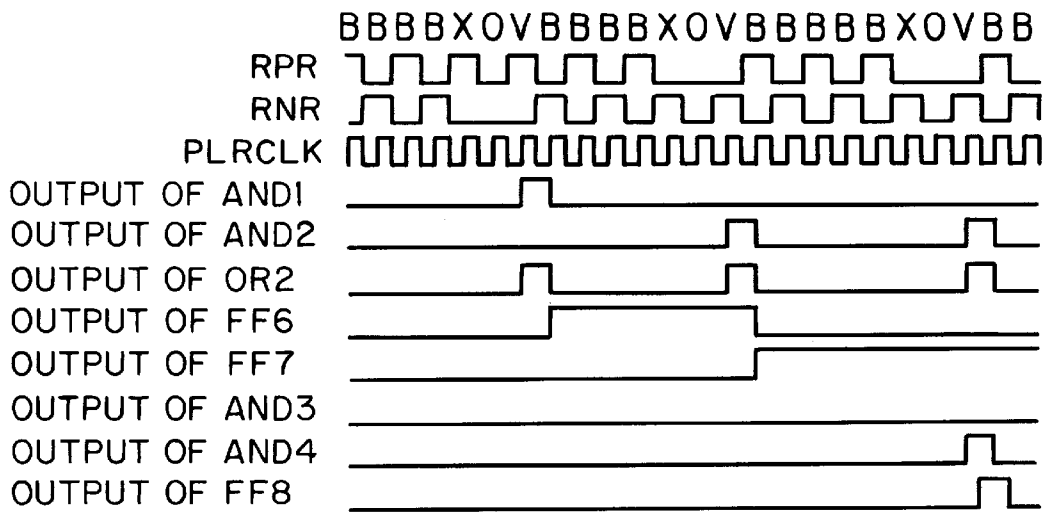 BBBBXOVBBBBXOVBBBBBXOVBB
RPR
RNR
PLRCLK
OUTPUT OF AND1
OUTPUT OF AND2
OUTPUT OF OR2
OUTPUT OF FF6
OUTPUT OF FF7
OUTPUT OF AND3
OUTPUT OF AND4
OUTPUT OF FF8